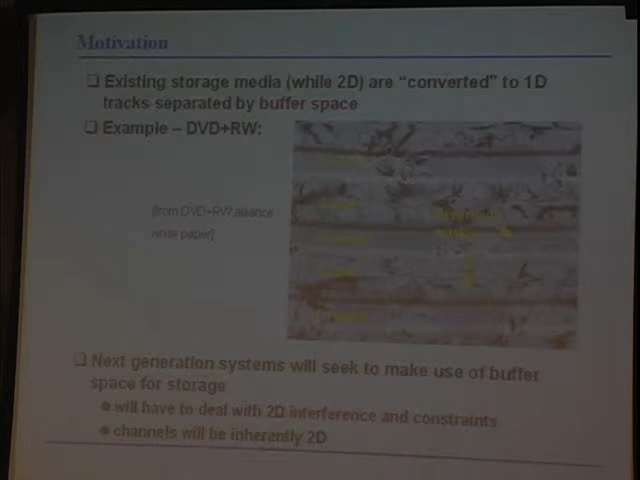 Motivation
❑ Existing storage media (while 2D) are “converted” to 1D
tracks separated by buffer space
❑ Example – DVD+RW:
[from DVD+RW alliance
white paper]
❑ Next generation systems will seek to make use of buffer
space for storage
will have to deal with 2D interference and constraints
channels will be inherently 2D